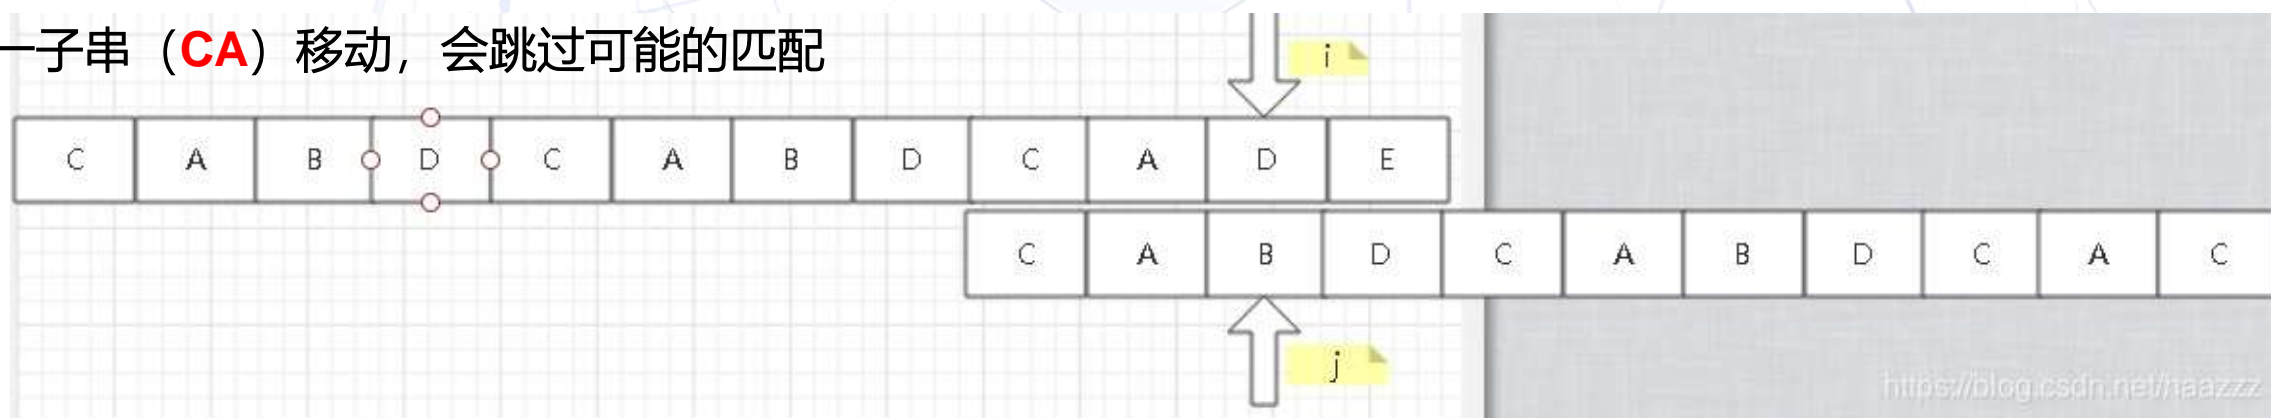 一子串（CA）移动，会跳过可能的匹配
i
C A B D C A B D C A D E
C A B D C A B D C A C
j
https://blog.csdn.net/haazzz